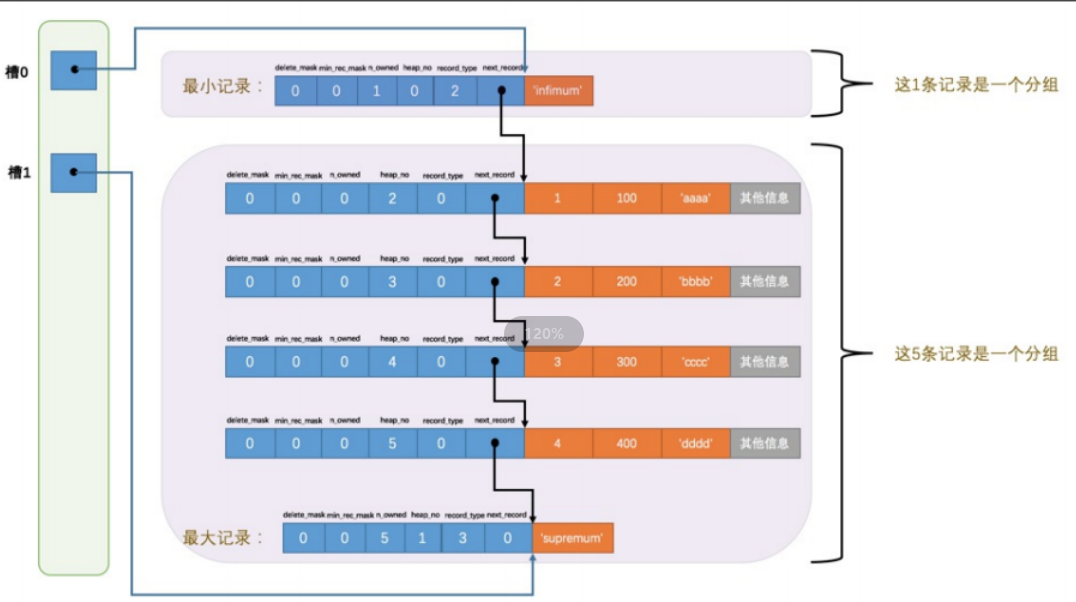 槽0
delete_mask min_rec_mask n_owned heap_no record_type next_record
最小记录： 0 0 1 0 2 'infimum'
这1条记录是一个分组
槽1
delete_mask min_rec_mask n_owned heap_no record_type next_record
0 0 0 2 0 1 100 'aaaa' 其他信息
delete_mask min_rec_mask n_owned heap_no record_type next_record
0 0 0 3 0 2 200 'bbbb' 其他信息
120%
delete_mask min_rec_mask n_owned heap_no record_type next_record
0 0 0 4 0 3 300 'cccc' 其他信息
这5条记录是一个分组
delete_mask min_rec_mask n_owned heap_no record_type next_record
0 0 0 5 0 4 400 'dddd' 其他信息
delete_mask min_rec_mask n_owned heap_no record_type next_record
最大记录： 0 0 5 1 3 0 'supremum'